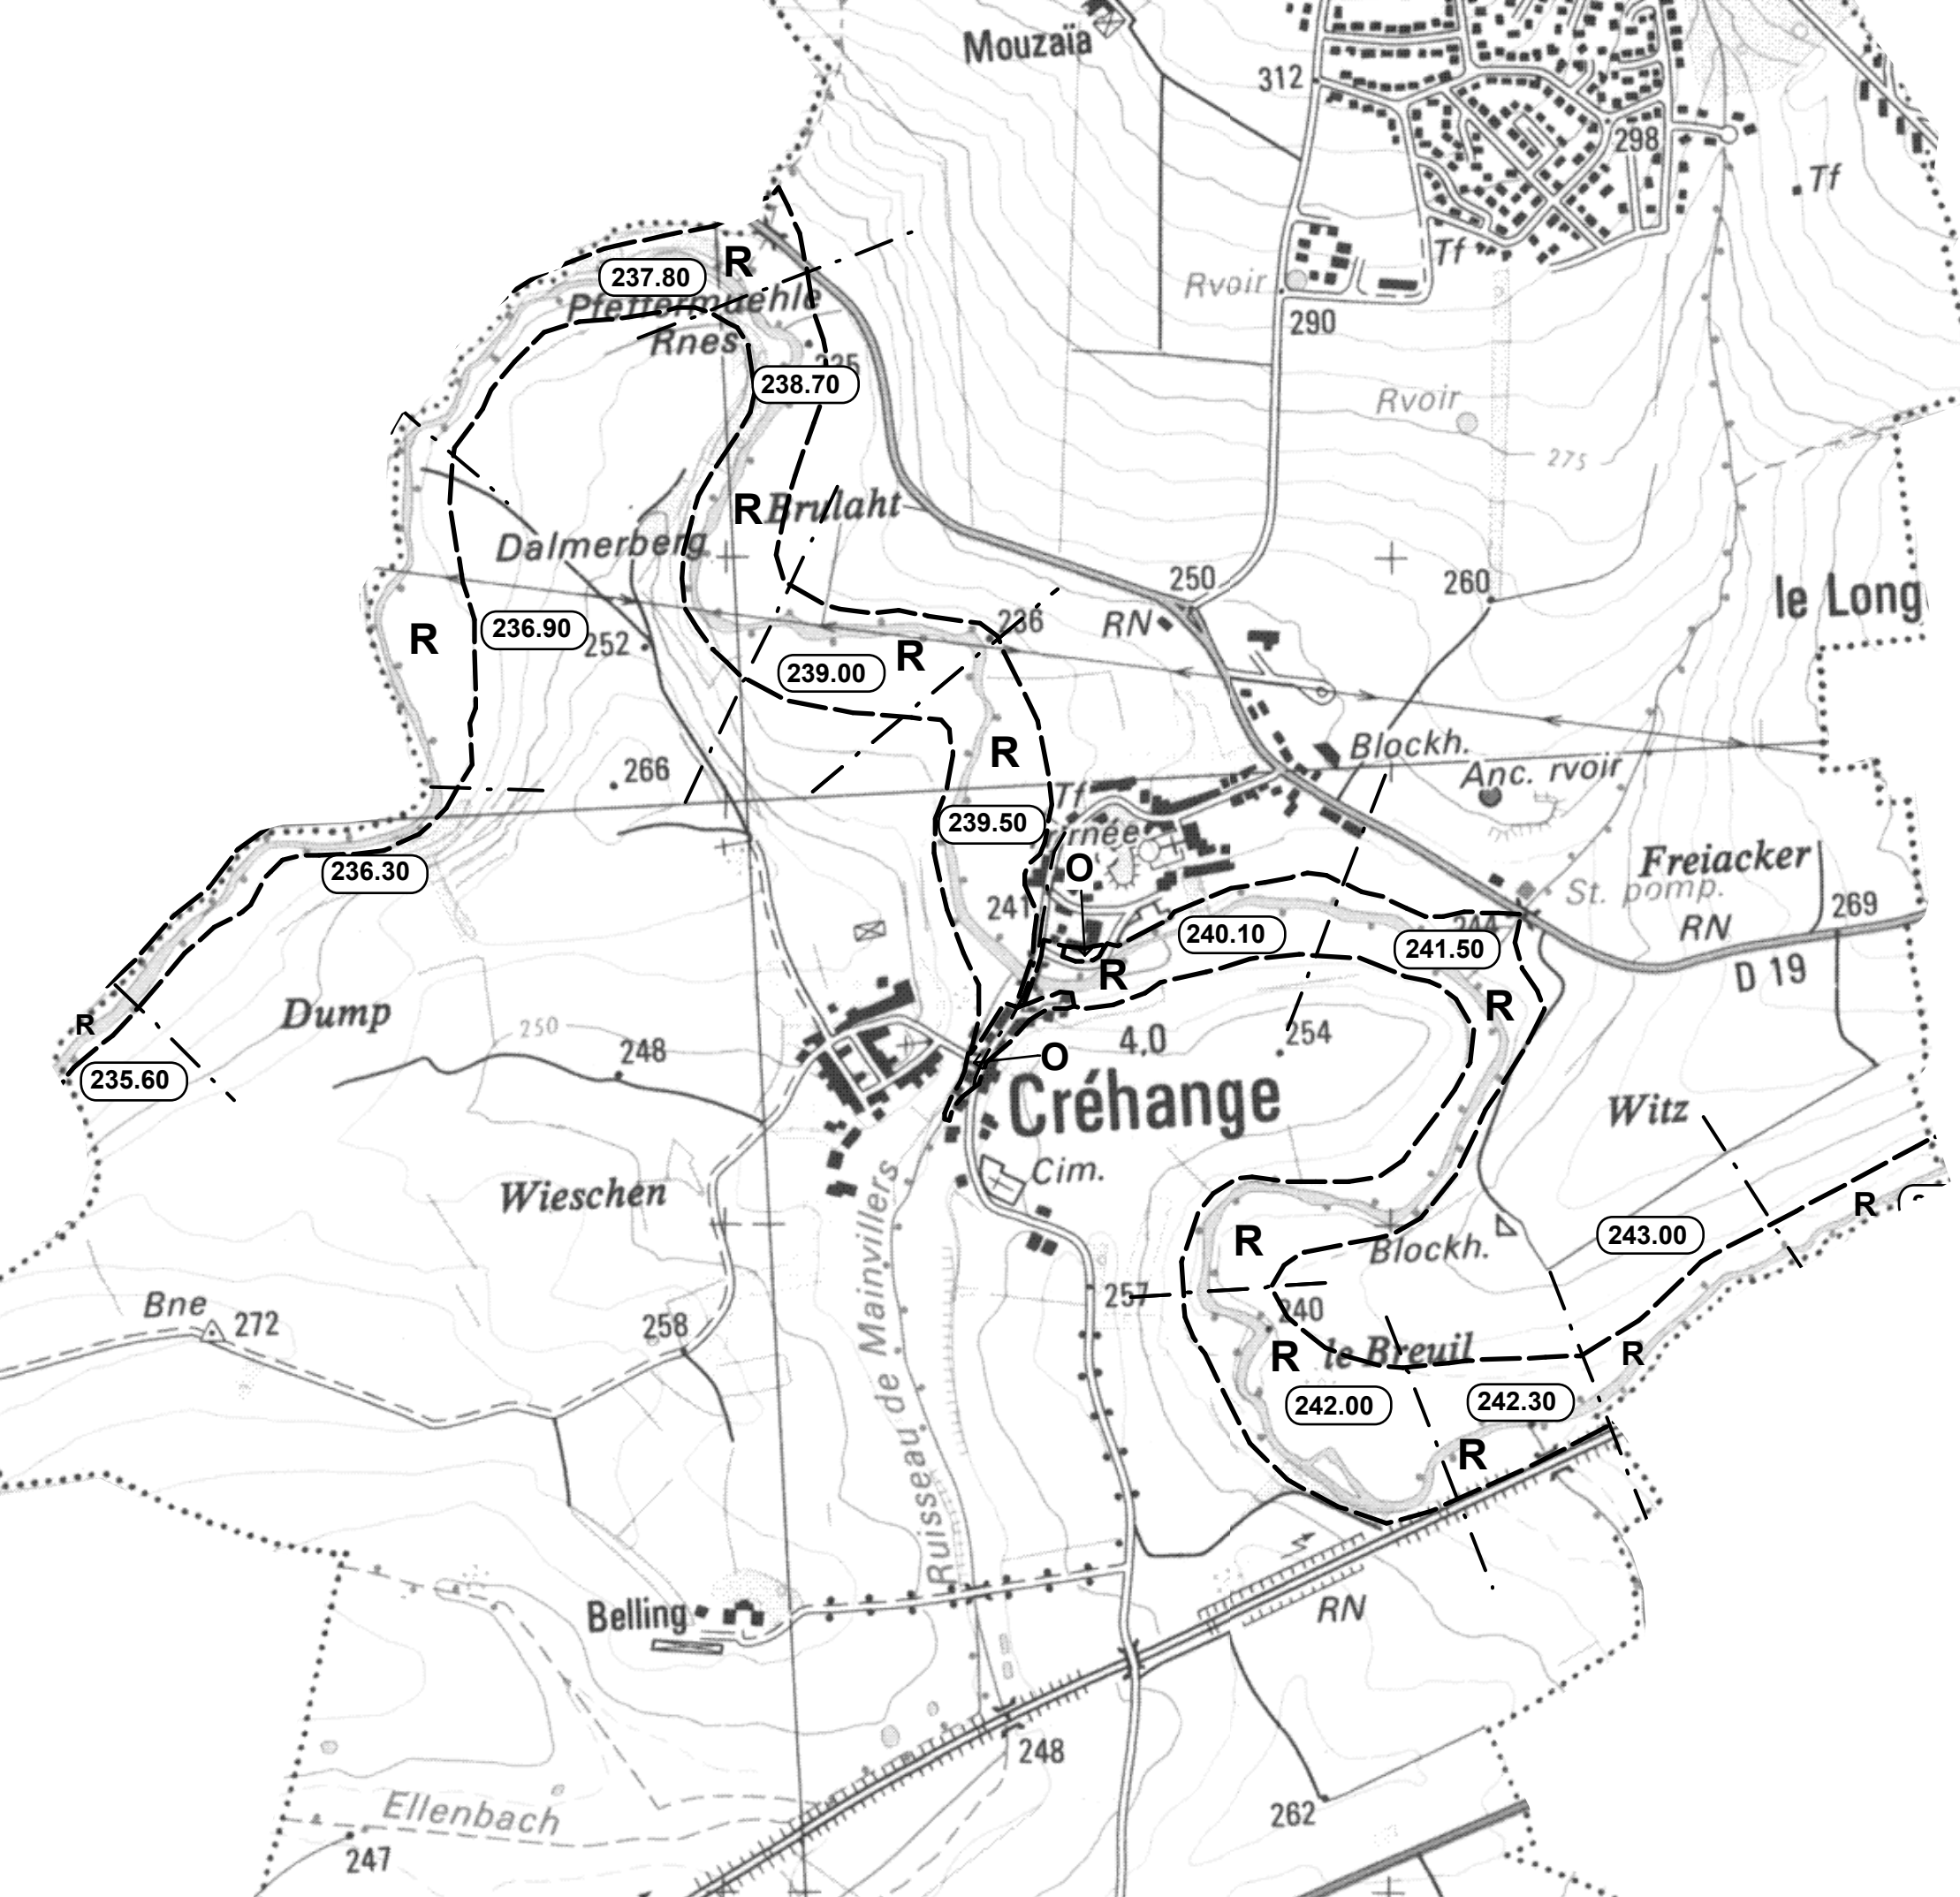 Mouzaïa
312
298
Tf
Tf
R
237.80
Rvoir
Pfeffermuehle
290
Rnes
238.70
Rvoir
275
R
Brulaht
Dalmerberg
250
260
le Long
236
RN
R
236.90
252
R
239.00
R
Blockh.
266
Anc. rvoir
Tf
239.50
Freiacker
236.30
O
St. pomp.
241
269
240.10
241.50
RN
R
D 19
R
Dump
R
250
248
4,0
254
O
235.60
Créhange
Witz
Cim.
Wieschen
R
243.00
R
Blockh.
Ruisseau de Mainvillers
257
Bne
272
258
240
R
le Breuil
R
242.00
242.30
R
Belling
RN
248
Ellenbach
262
247